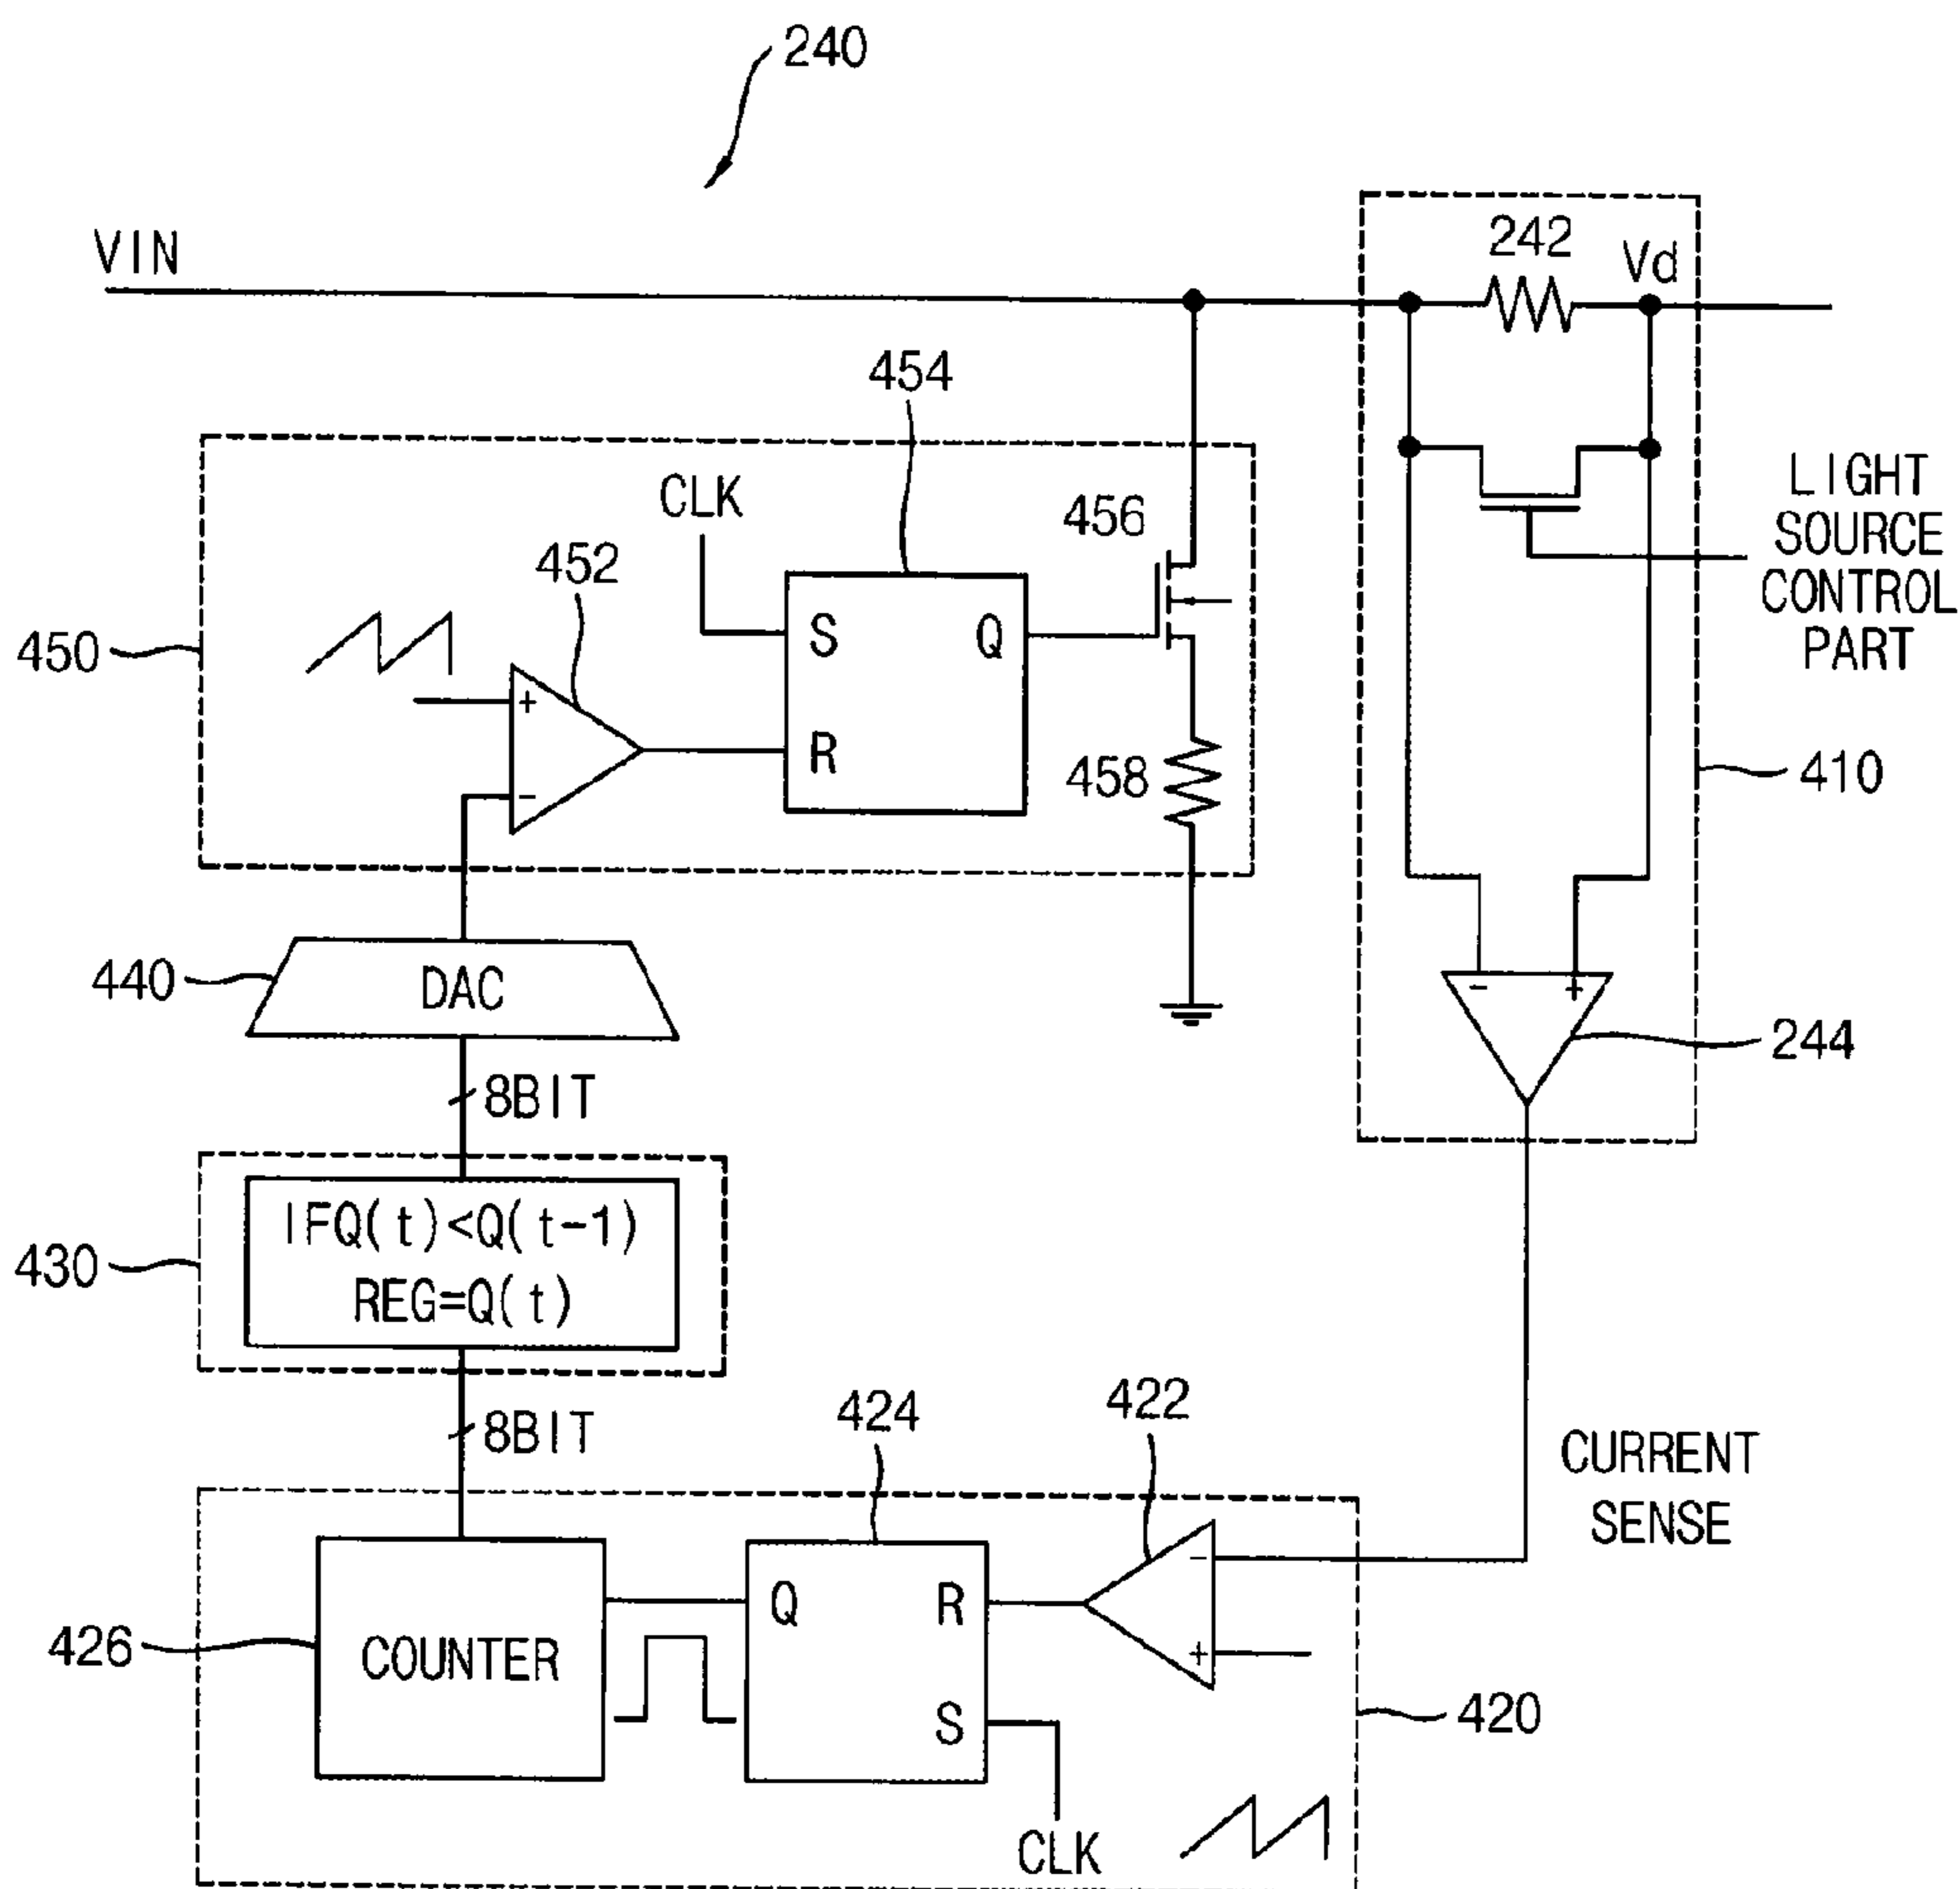 240
VIN
242
Vd
454
CLK
456
452
LIGHT
SOURCE
CONTROL
PART
450
S
Q
+
R
-
458
410
440
DAC
-
+
244
8BIT
IFQ(t)<Q(t-1)
REG=Q(t)
430
8BIT
424
422
CURRENT
SENSE
426
COUNTER
Q
R
-
+
S
420
CLK